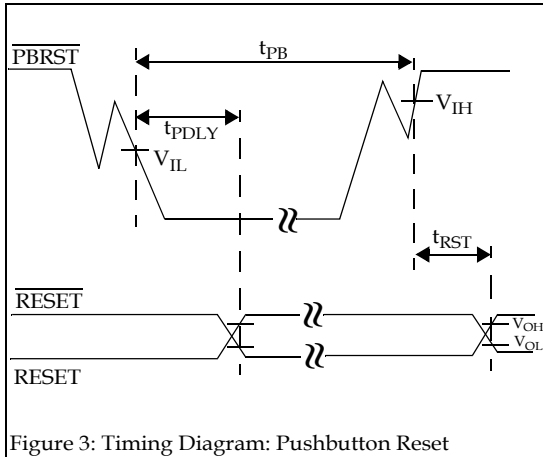 PBRST
tPB
VIH
tPDLY
VIL
tRST
RESET
VOH
VOL
RESET
Figure 3: Timing Diagram: Pushbutton Reset